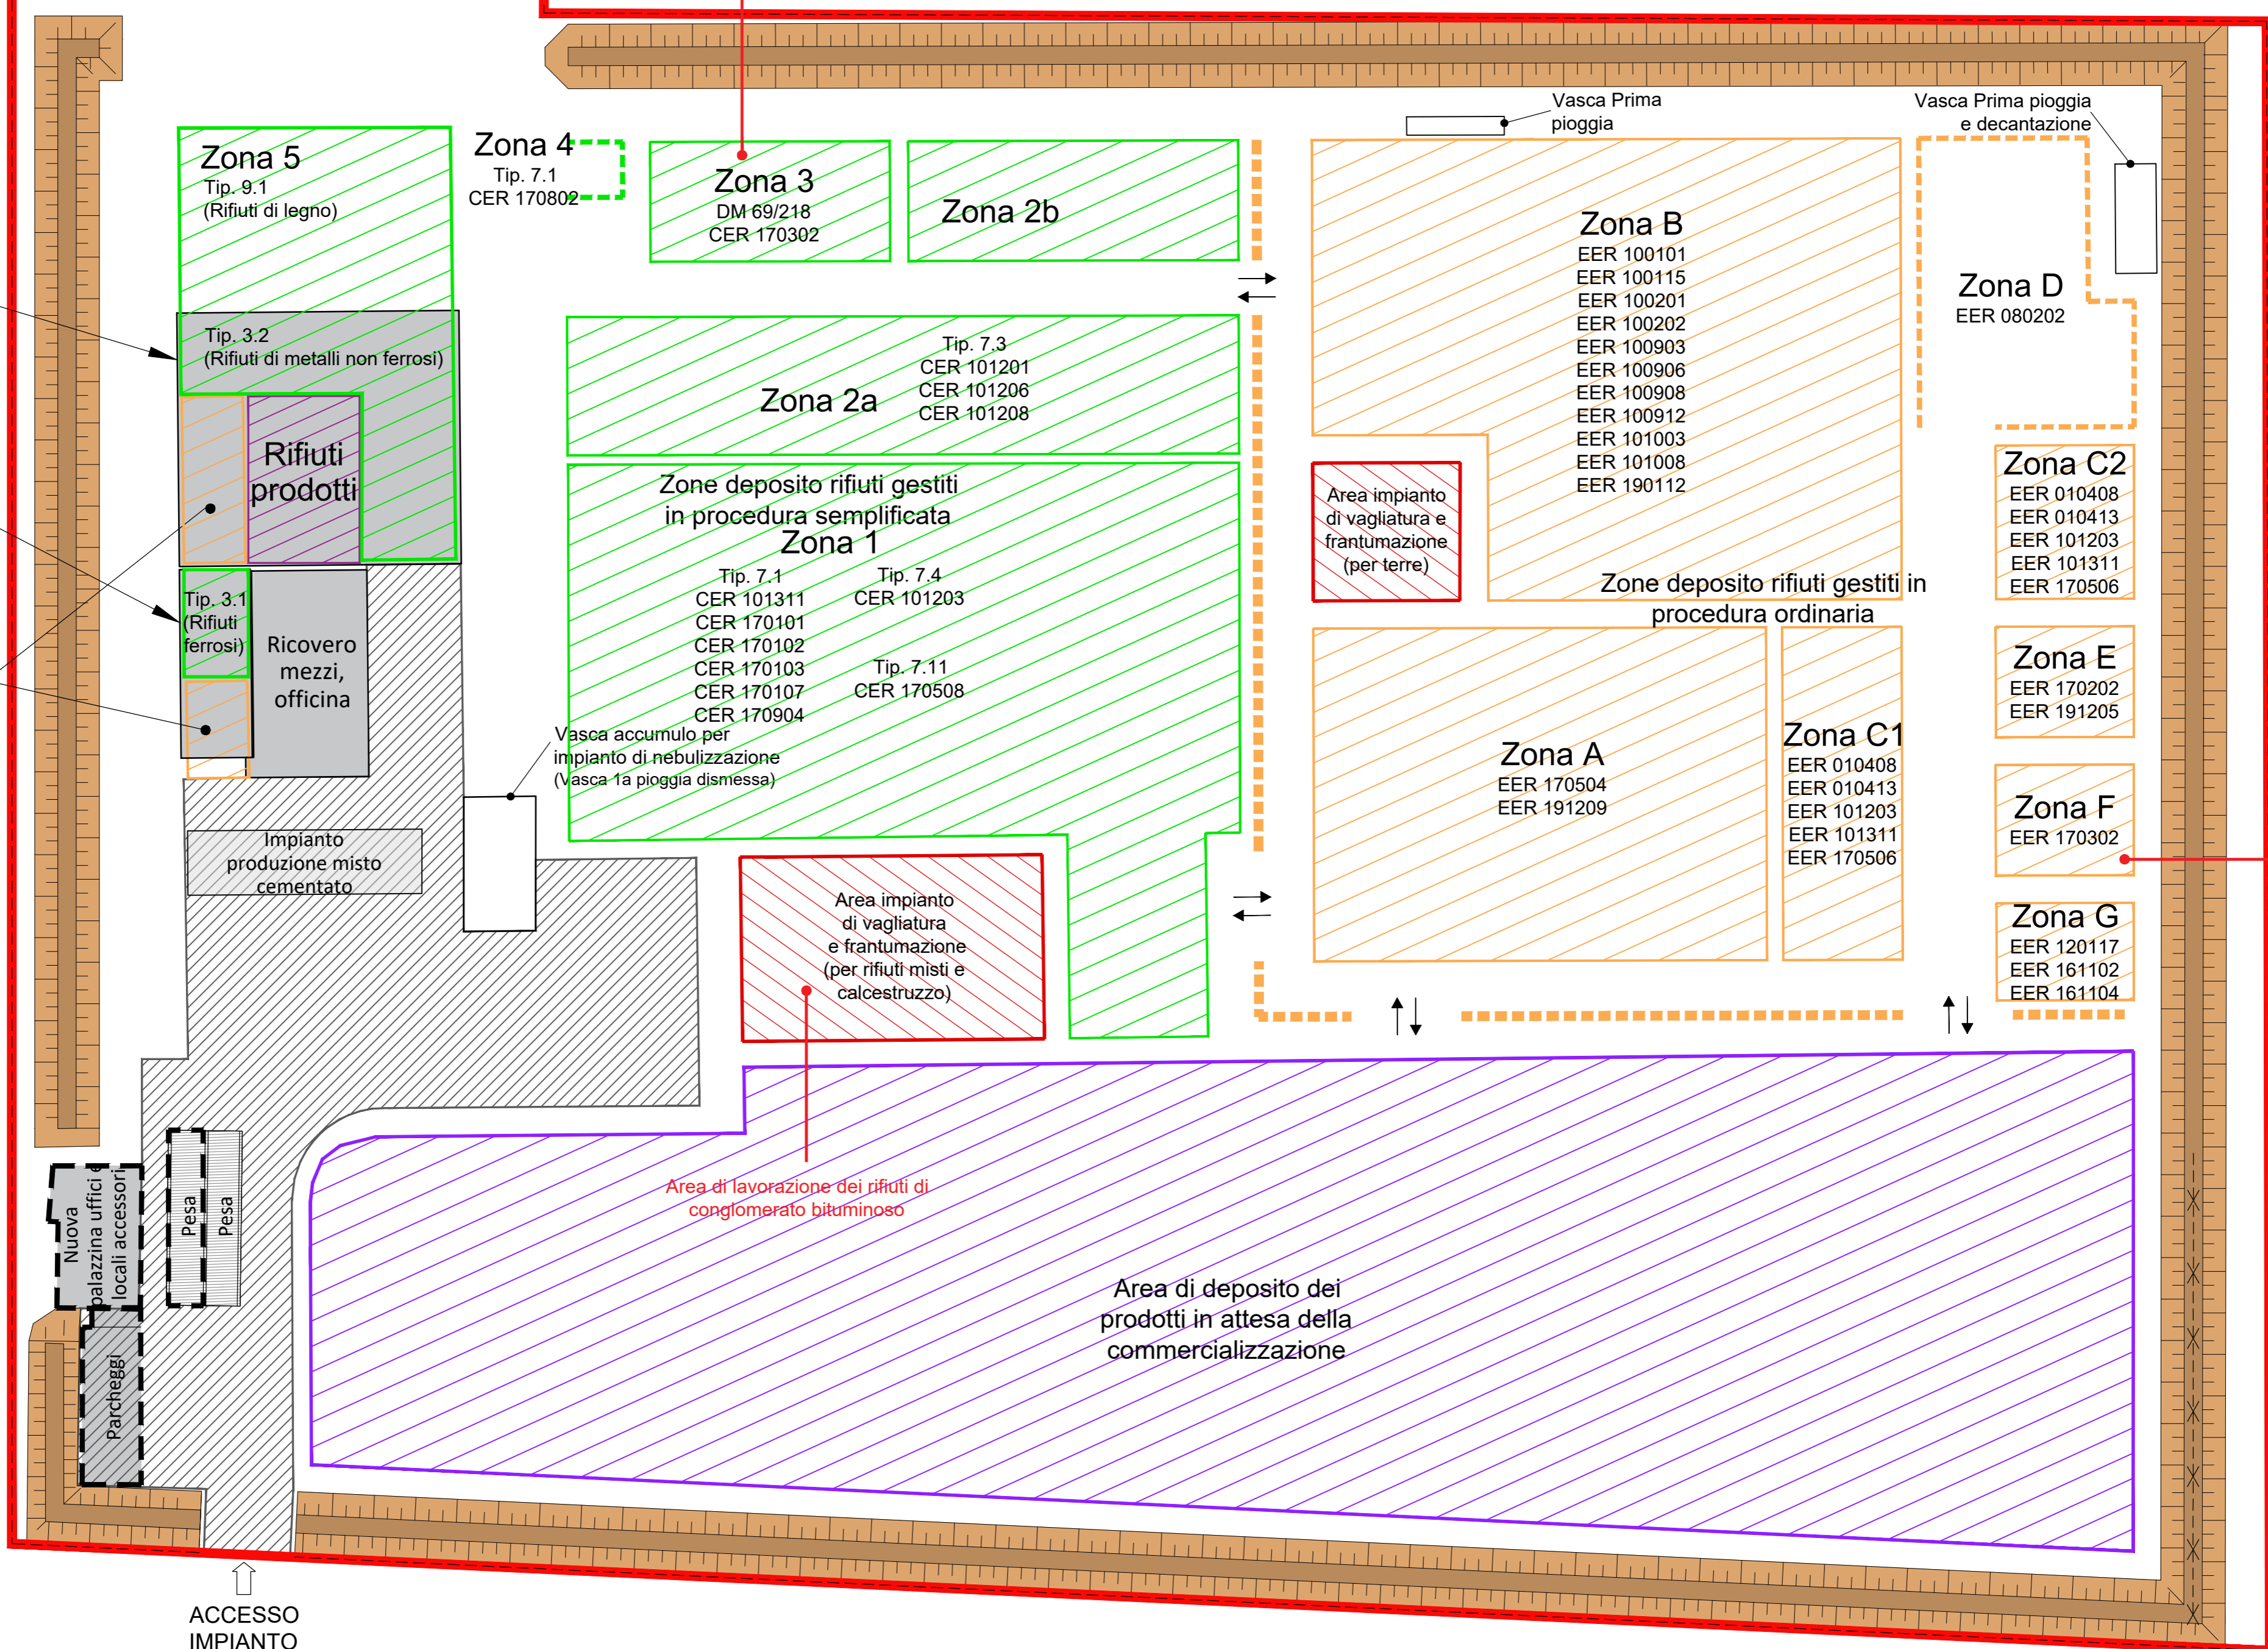 Vasca Prima
pioggia
Vasca Prima pioggia
e decantazione
Zona 5
Tip. 9.1
(Rifiuti di legno)
Zona 4
Tip. 7.1
CER 170802
Zona 3
DM 69/218
CER 170302
Zona 2b
Zona B
EER 100101
EER 100115
EER 100201
EER 100202
EER 100903
EER 100906
EER 100908
EER 100912
EER 101003
EER 101008
EER 190112
Zona D
EER 080202
Tip. 3.2
(Rifiuti di metalli non ferrosi)
Zona 2a
Tip. 7.3
CER 101201
CER 101206
CER 101208
Rifiuti
prodotti
Zone deposito rifiuti gestiti
in procedura semplificata
Zona 1
Tip. 7.1
CER 101311
CER 170101
CER 170102
CER 170103
CER 170107
CER 170904
Tip. 7.4
CER 101203
Tip. 7.11
CER 170508
Area impianto
di vagliatura e
frantumazione
(per terre)
Zone deposito rifiuti gestiti in
procedura ordinaria
Zona C2
EER 010408
EER 010413
EER 101203
EER 101311
EER 170506
Tip. 3.1
(Rifiuti
ferrosi)
Ricovero
mezzi,
officina
Zona E
EER 170202
EER 191205
Zona A
EER 170504
EER 191209
Zona C1
EER 010408
EER 010413
EER 101203
EER 101311
EER 170506
Zona F
EER 170302
Vasca accumulo per
impianto di nebulizzazione
(Vasca 1a pioggia dismessa)
Impianto
produzione misto
cementato
Area impianto
di vagliatura
e frantumazione
(per rifiuti misti e
calcestruzzo)
Zona G
EER 120117
EER 161102
EER 161104
Area di lavorazione dei rifiuti di
conglomerato bituminoso
Nuova
palazzina uffici e
locali accessori
Pesa
Pesa
Parcheggi
Area di deposito dei
prodotti in attesa della
commercializzazione
ACCESSO
IMPIANTO